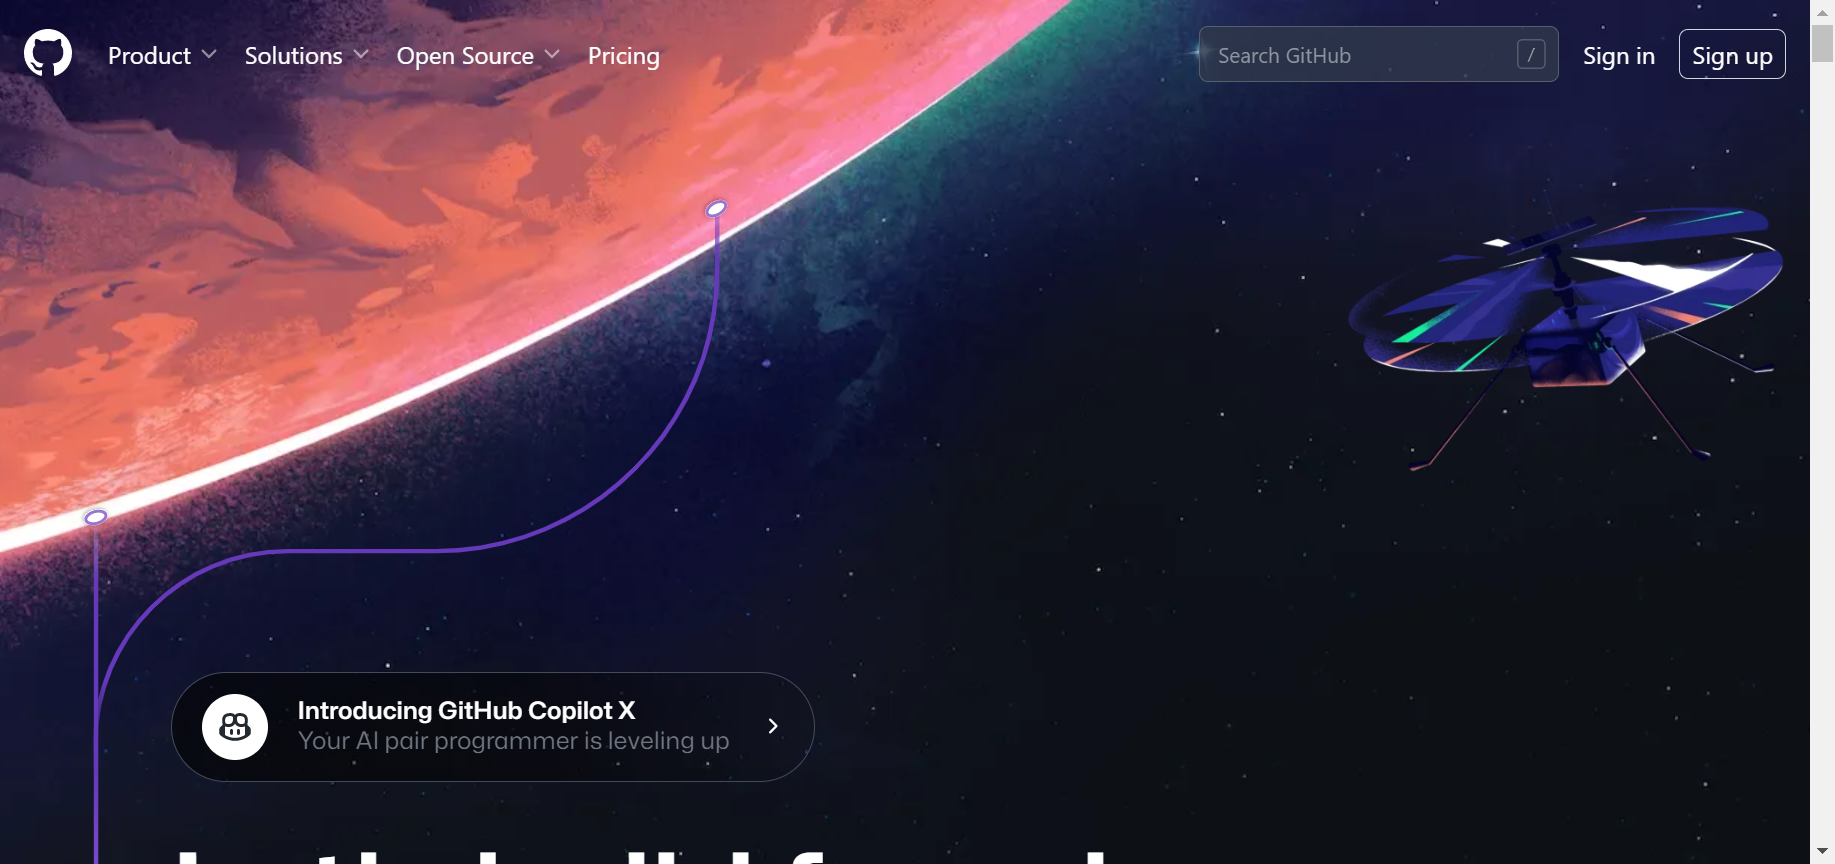 Product
Solutions
Open Source
Pricing
Search GitHub
/
Sign in
Sign up
Introducing GitHub Copilot X
Your AI pair programmer is leveling up